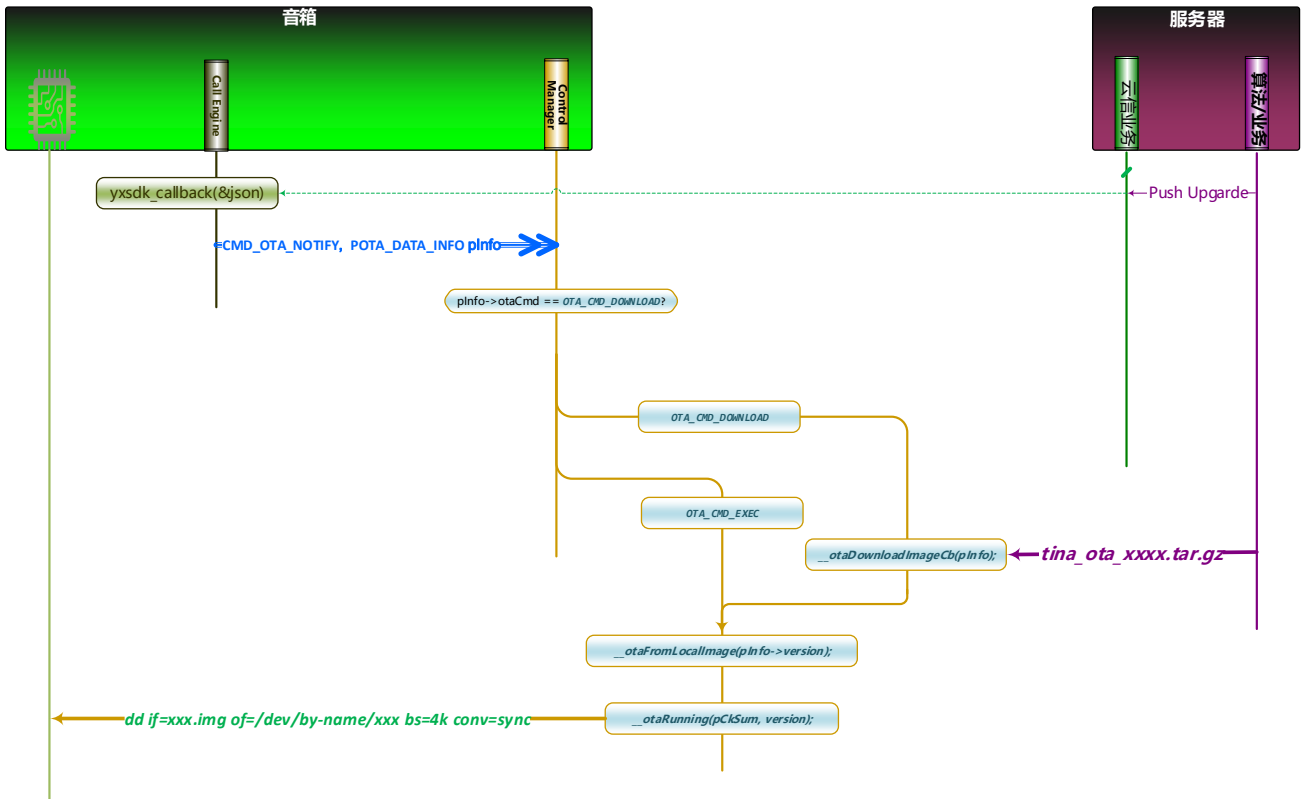 音箱
服务器
Call Engine
Control
Manager
云信业务
算法/业务
yxsdk_callback(&json)
Push Upgarde
CMD_OTA_NOTIFY, POTA_DATA_INFO pInfo
pInfo->otaCmd == OTA_CMD_DOWNLOAD?
OTA_CMD_DOWNLOAD
OTA_CMD_EXEC
__otaDownloadImageCb(pInfo);
tina_ota_xxxx.tar.gz
__otaFromLocalImage(pInfo->version);
dd if=xxx.img of=/dev/by-name/xxx bs=4k conv=sync
__otaRunning(pCkSum, version);